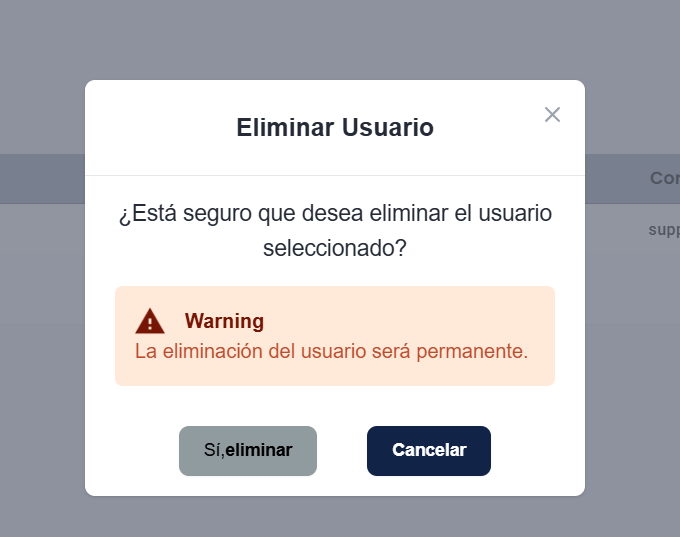 Eliminar Usuario
¿Está seguro que desea eliminar el usuario
seleccionado?
Warning
La eliminación del usuario será permanente.
Sí,eliminar
Cancelar
Cor
supp